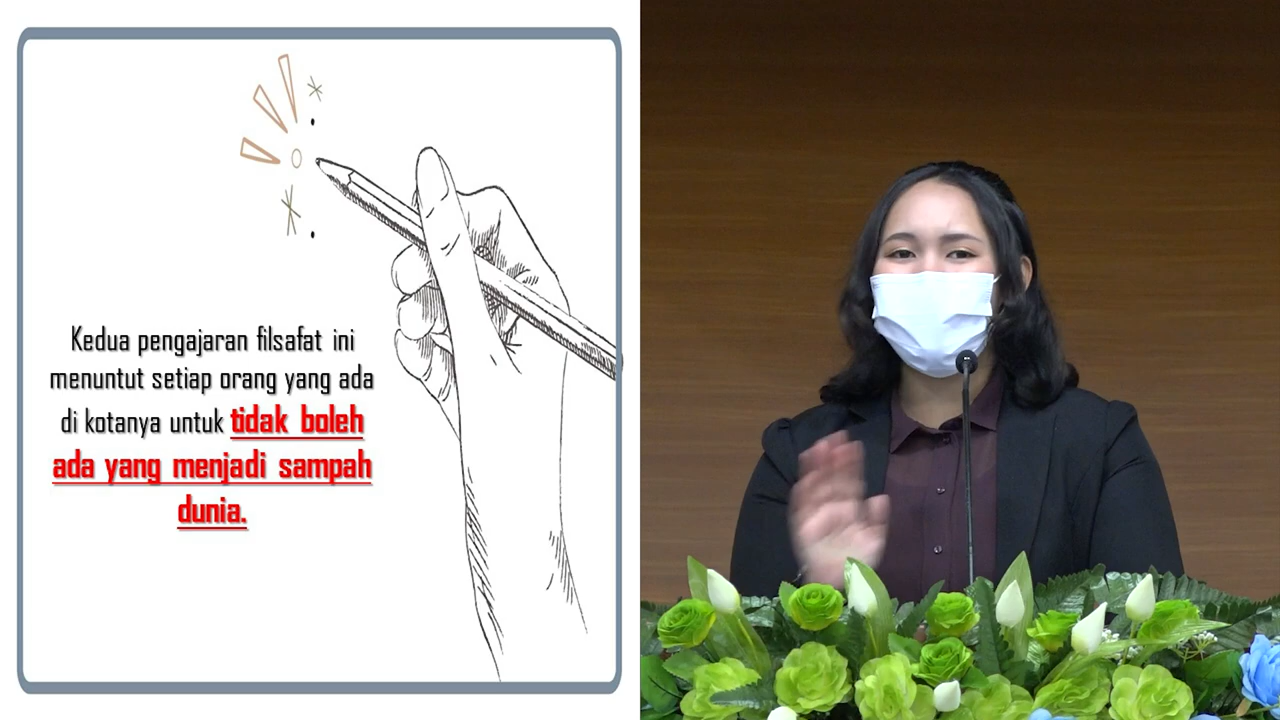 Kedua pengajaran filsafat ini
menuntut setiap orang yang ada
di kotanya untuk tidak boleh
ada yang menjadi sampah
dunia.